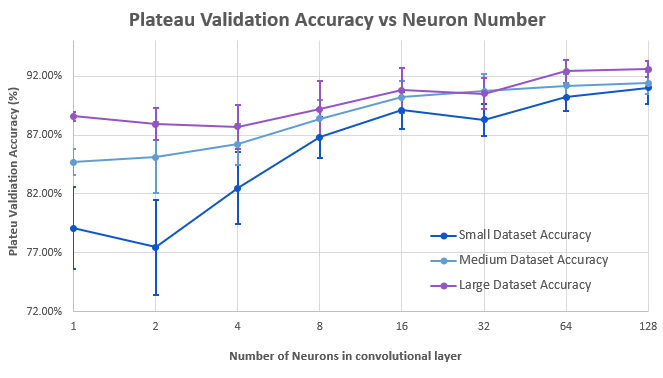 Plateau Validation Accuracy vs Neuron Number
Plateu Valdiation Accuracy (%)
92.00%
87.00%
82.00%
77.00%
72.00%
Small Dataset Accuracy
Medium Dataset Accuracy
Large Dataset Accuracy
1 2 4 8 16 32 64 128
Number of Neurons in convolutional layer